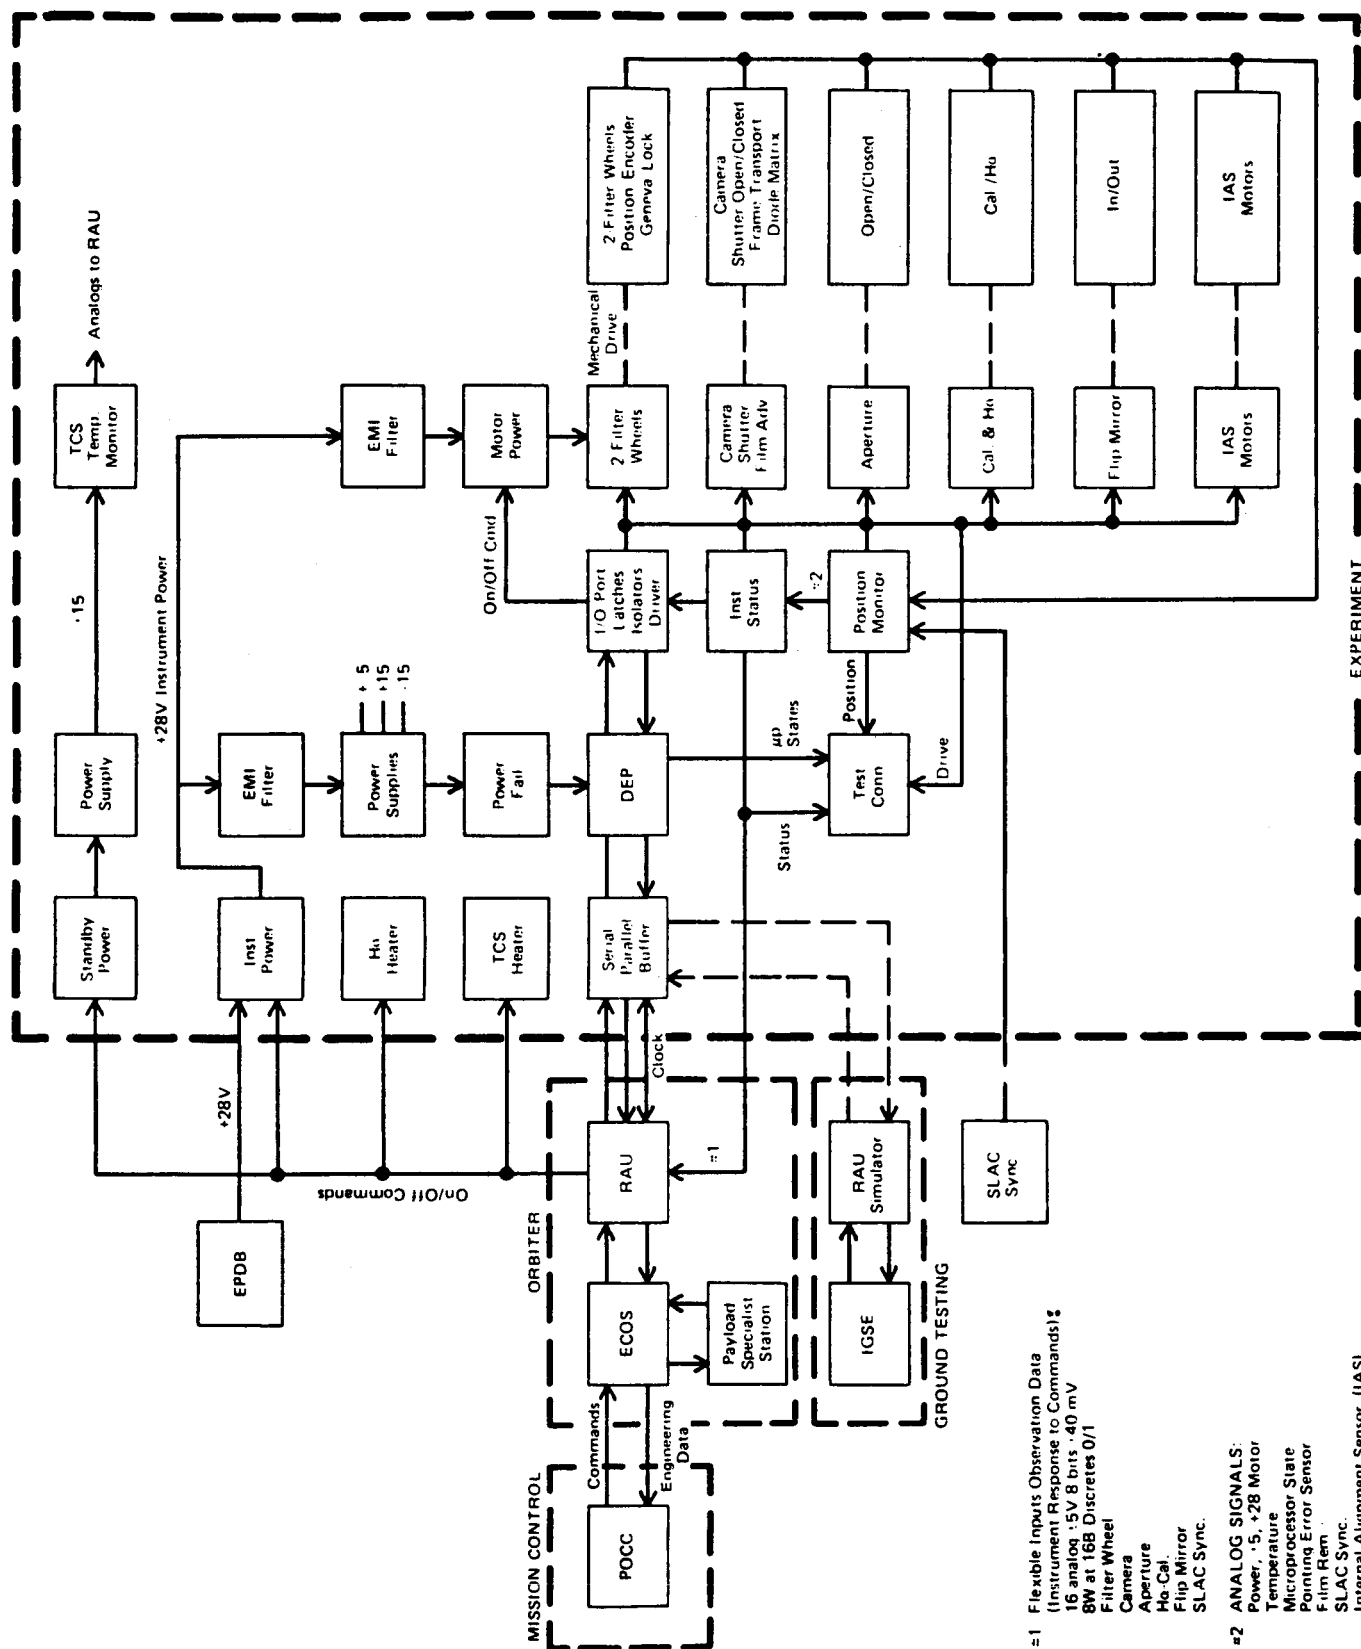 MISSION CONTROL
POCC
Commands
Engineering
Data
ORBITER
ECOS
Payload
Specialist
Station
RAU
=1
Clock
GROUND TESTING
IGSE
RAU
Simulator
EPDB
+28V
On/Off Commands
SLAC
Sync
EXPERIMENT
Standby
Power
Inst
Power
Hα
Heater
TCS
Heater
Serial
Parallel
Buffer
Power
Supply
EMI
Filter
Power
Supplies
+ 5
+15
-15
Power
Fail
DEP
μp
States
Status
Test
Conn
Position
Drive
·15
+28V Instrument Power
TCS
Temp.
Monitor
Analogs to RAU
EMI
Filter
Motor
Power
On/Off Cmd
I/O Port
Latches
Isolators
Driver
Inst
Status
=2
Position
Monitor
2 Filter
Wheels
Camera
Shutter
Film Adv
Aperture
Cal. & Hα
Flip Mirror
IAS
Motors
Mechanical
Drive
2 Filter Wheels
Position Encoder
Geneva Lock
Camera
Shutter Open/Closed
Frame Transport
Diode Matrix
Open/Closed
Cal /Hα
In/Out
IAS
Motors
=1 Flexible Inputs Observation Data
(Instrument Response to Commands):
16 analog ·5V 8 bits ·40 mV
8W at 16B Discretes 0/1
Filter Wheel
Camera
Aperture
Hα-Cal.
Flip Mirror
SLAC Sync.
#2 ANALOG SIGNALS:
Power, ·5, +28 Motor
Temperature
Microprocessor State
Pointing Error Sensor
Film Rem
SLAC Sync.
Internal Alignment Sensor (IAS)